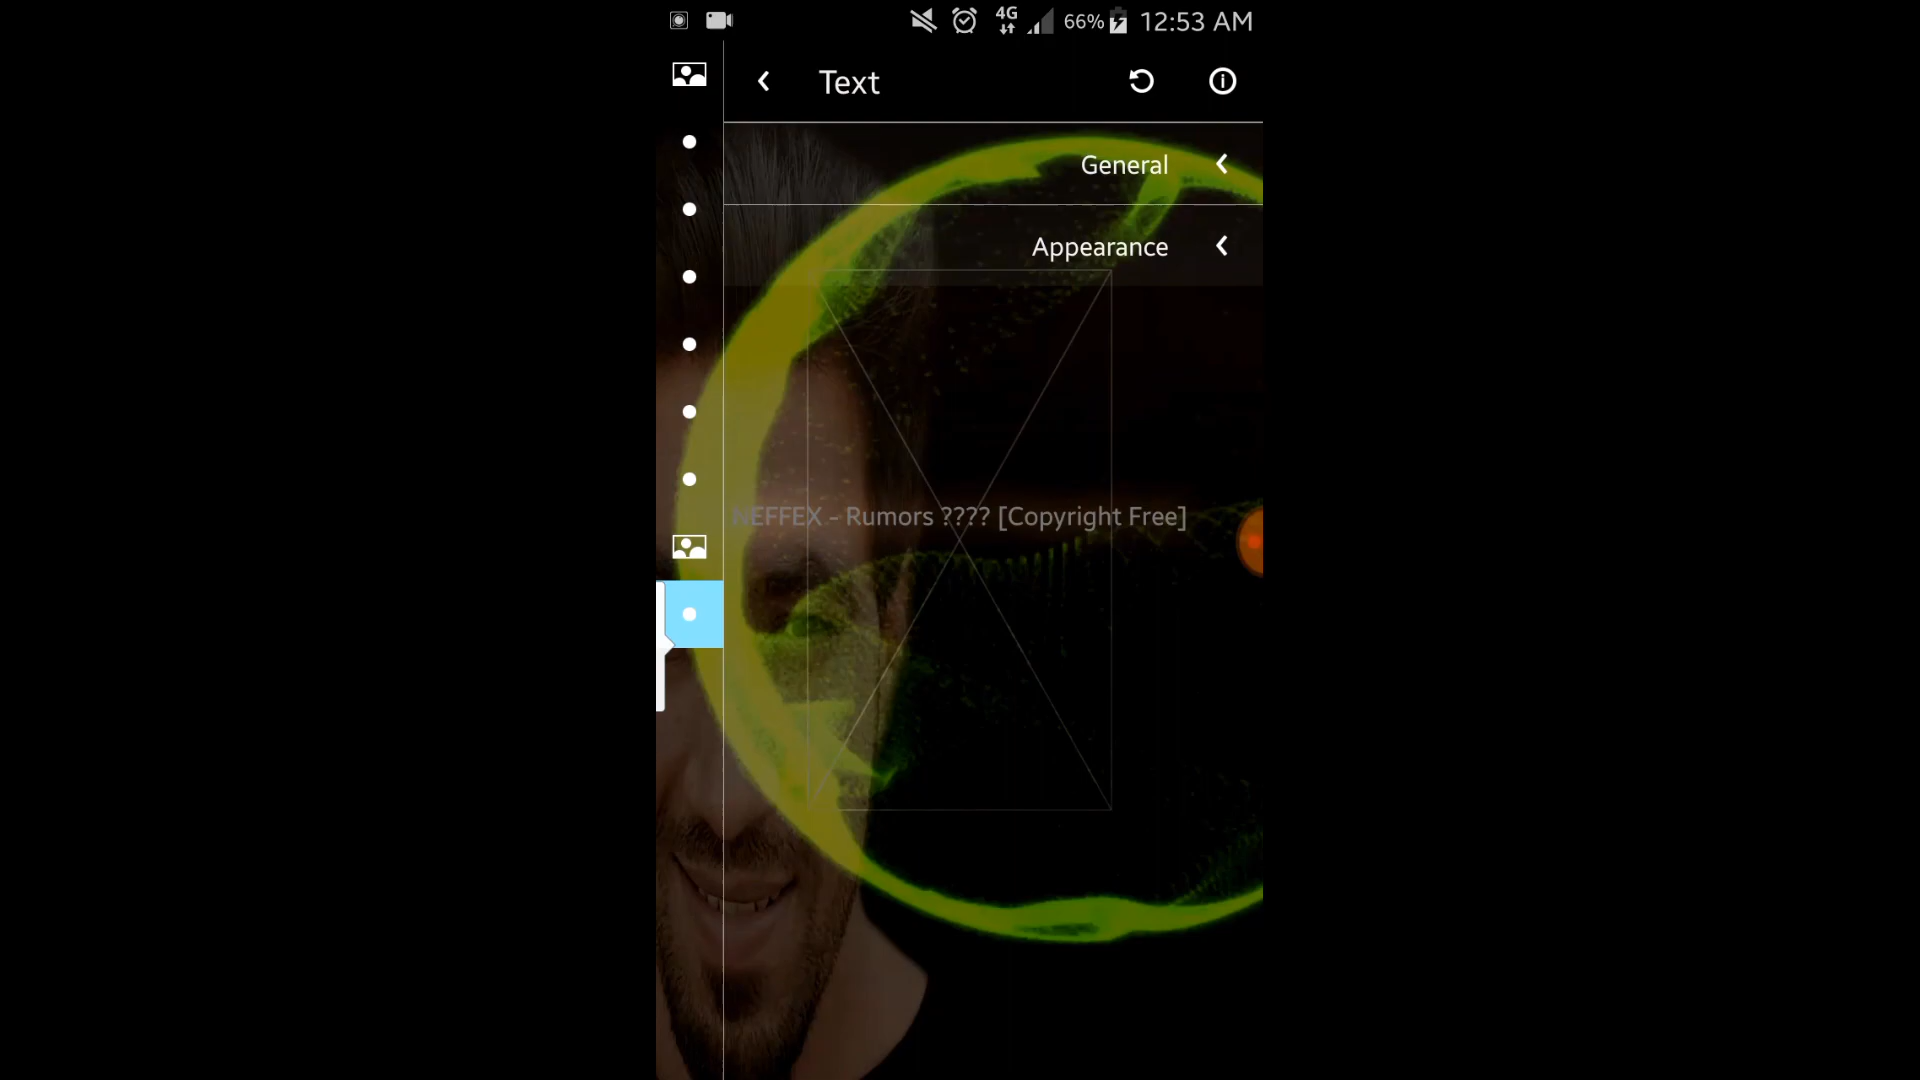 4G 66% 12:53 AM
Text
General
Appearance
NEFFEX - Rumors ???? [Copyright Free]